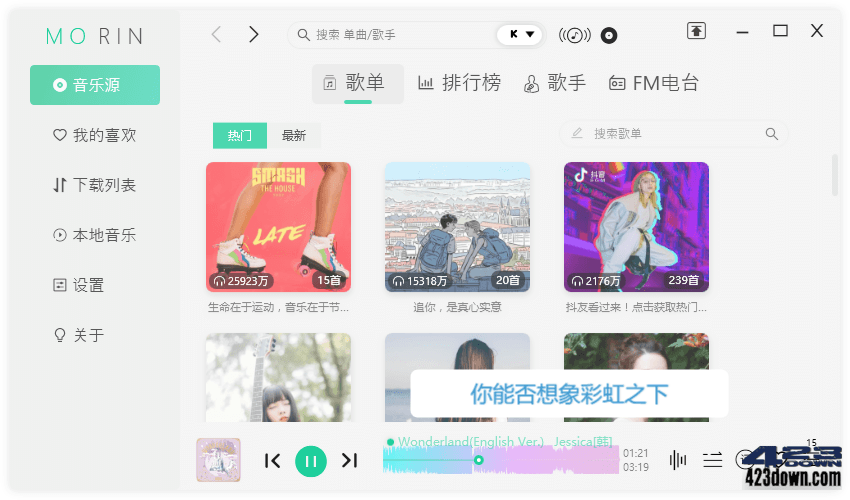 MO RIN
音乐源
我的喜欢
下载列表
本地音乐
设置
关于
搜索 单曲/歌手
K
歌单
排行榜
歌手
FM电台
热门
最新
搜索歌单
SMASH
THE HOUSE
LATE
25923万
15首
生命在于运动，音乐在于节...
15318万
20首
追你，是真心实意
抖音
2176万
239首
抖友看过来！点击获取热门...
你能否想象彩虹之下
Wonderland(English Ver.)   Jessica[韩]
01:21
03:19
15
423
DOWN
423down.com